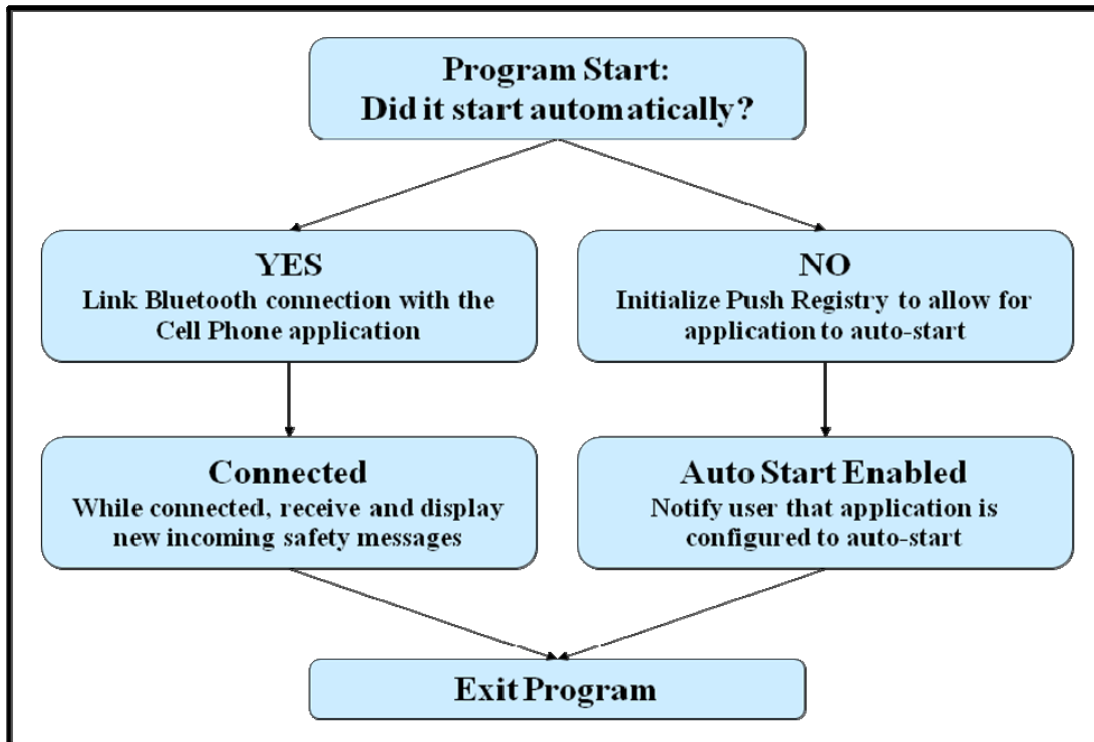 Program Start:
Did it start automatically?
YES
Link Bluetooth connection with the
Cell Phone application
NO
Initialize Push Registry to allow for
application to auto-start
Connected
While connected, receive and display
new incoming safety messages
Auto Start Enabled
Notify user that application is
configured to auto-start
Exit Program